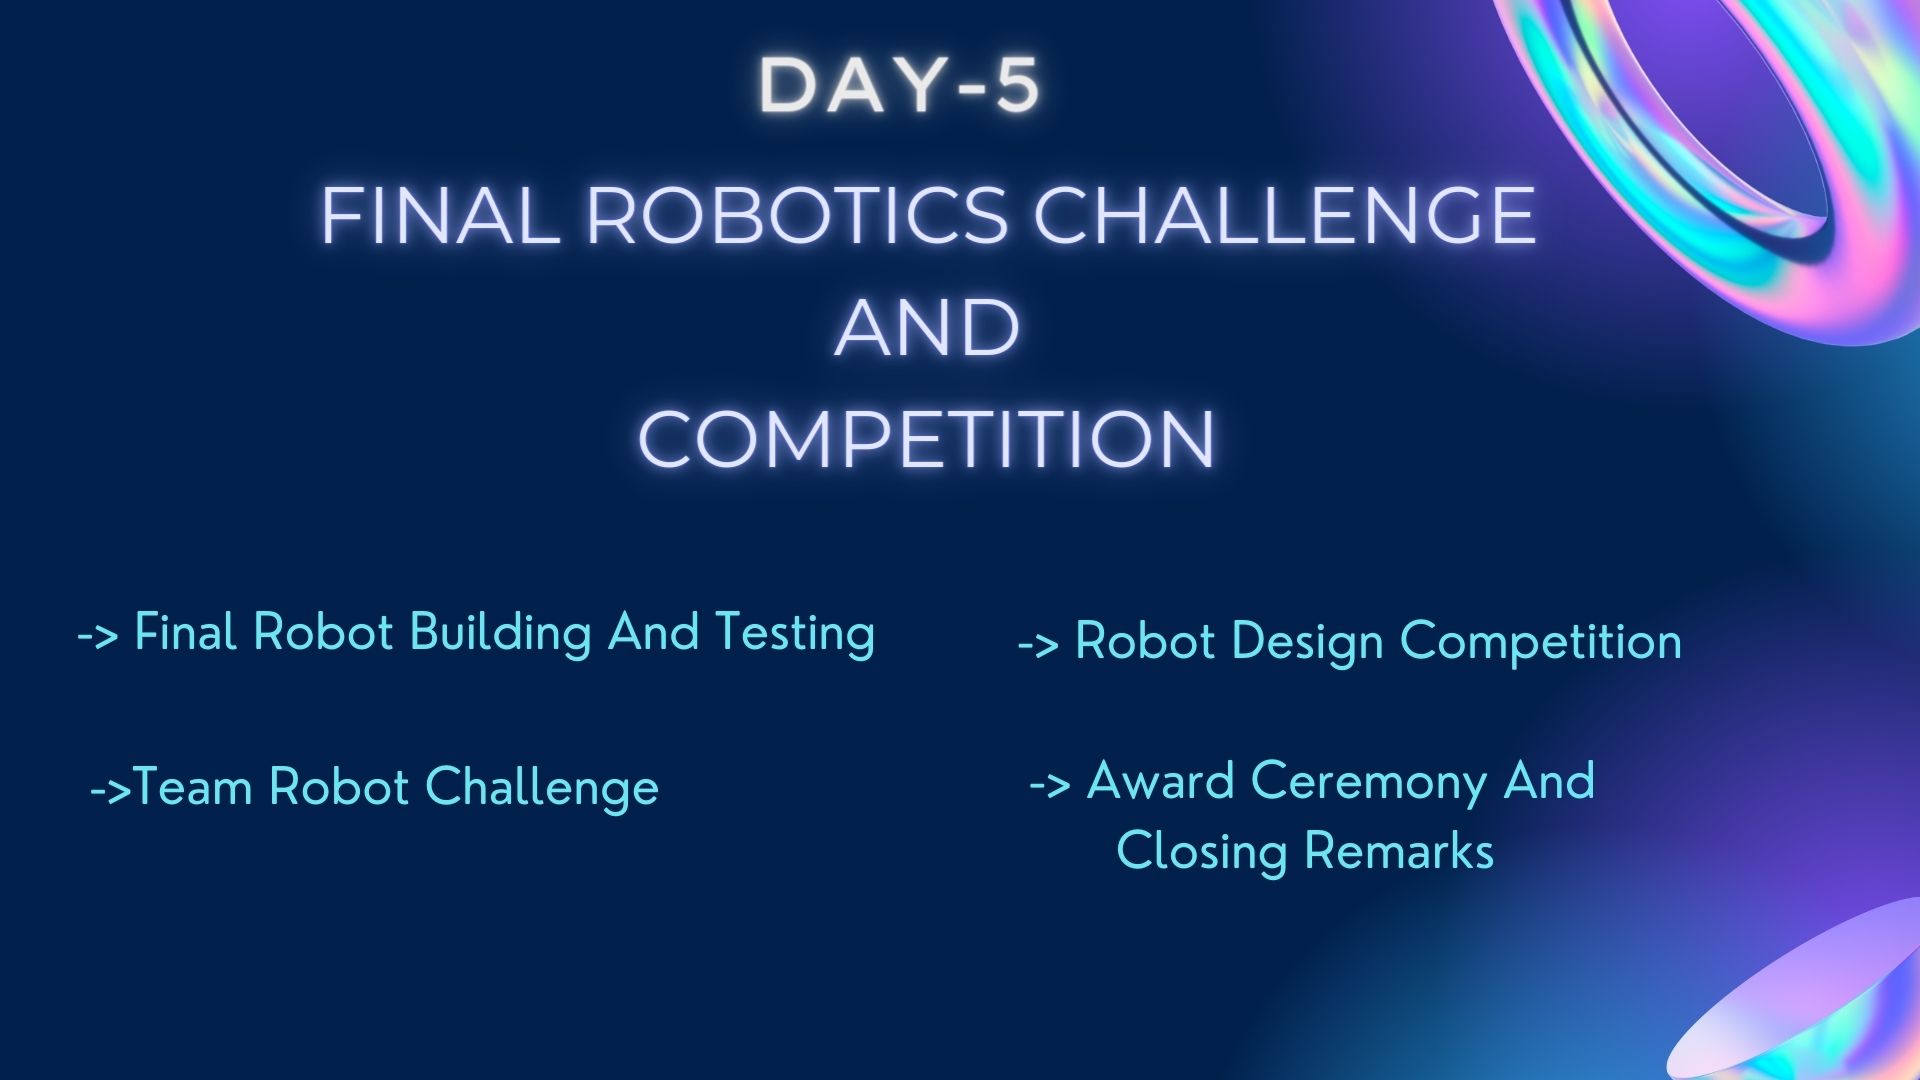 DAY-5
FINAL ROBOTICS CHALLENGE
AND
COMPETITION
-> Final Robot Building And Testing
->Team Robot Challenge
-> Robot Design Competition
-> Award Ceremony And
Closing Remarks